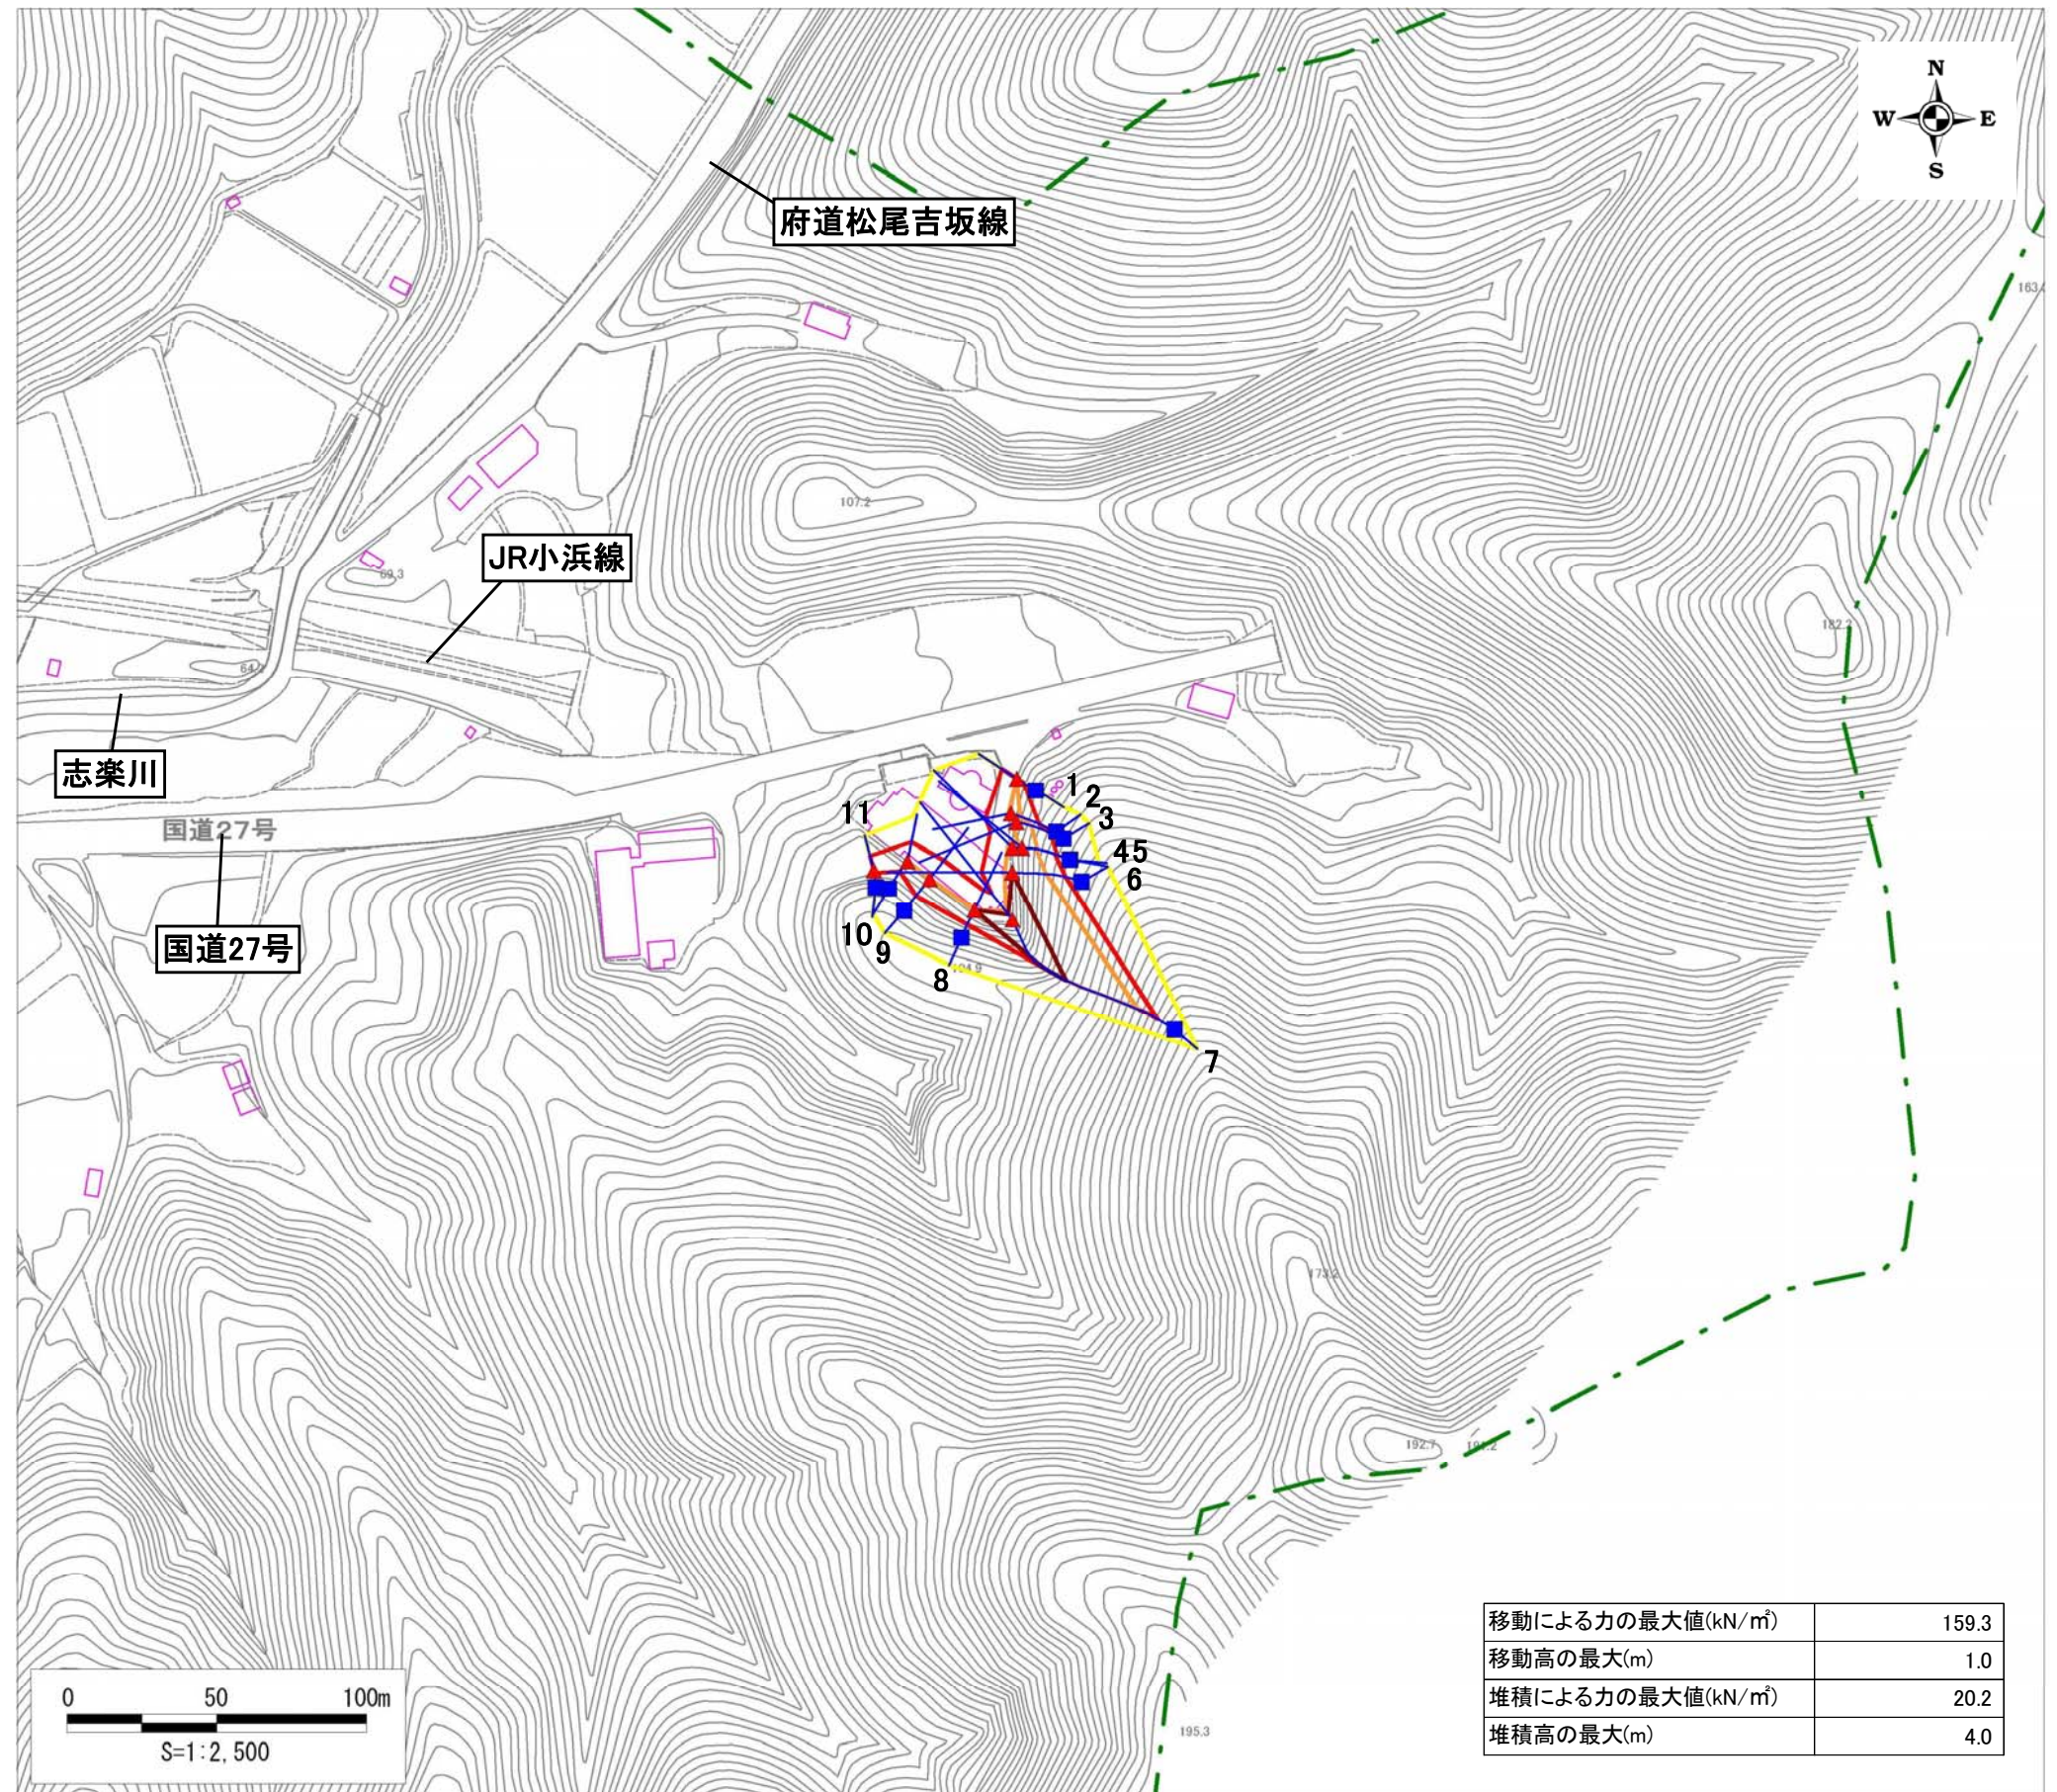 N
W E
S
府道松尾吉坂線
163.
107.2
JR小浜線
69.3
182.2
64.2
志楽川
国道27号
国道27号
1
2
3
45
6
11
10
9
8
104.9
7
173.2
192.7
195.3
0 50 100m
S=1:2,500
移動による力の最大値(kN/㎡) 159.3
移動高の最大(m) 1.0
堆積による力の最大値(kN/㎡) 20.2
堆積高の最大(m) 4.0